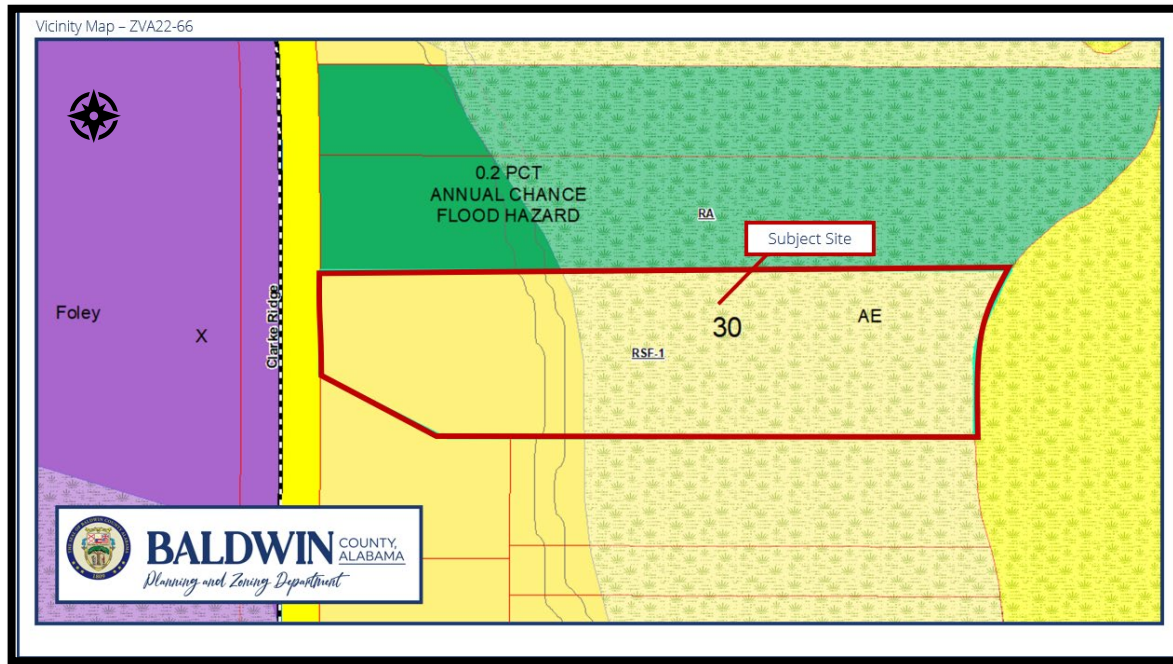 Vicinity Map – ZVA22-66
0.2 PCT
ANNUAL CHANCE
FLOOD HAZARD
RA
Subject Site
Foley
X
Clarke Ridge
30
AE
RSF-1
BALDWIN COUNTY, ALABAMA
Planning and Zoning Department